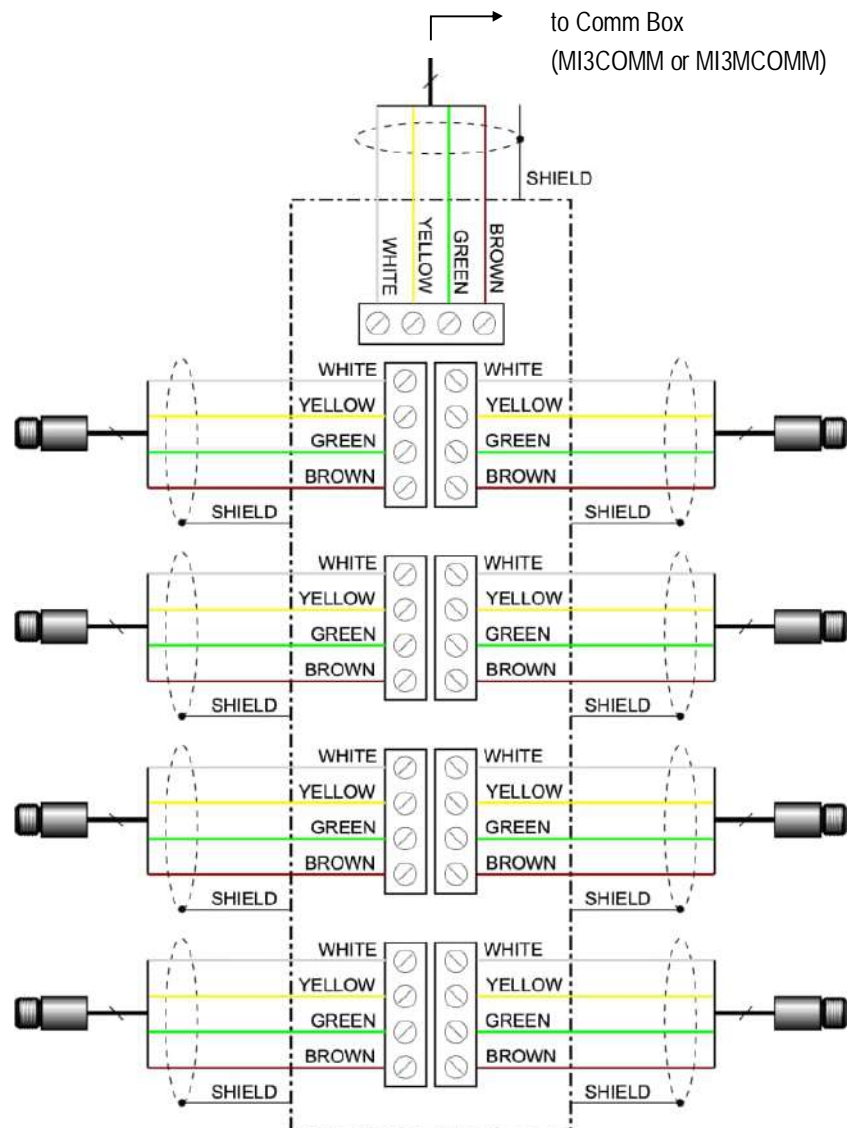 to Comm Box
(MI3COMM or MI3MCOMM)
SHIELD
WHITE
YELLOW
GREEN
BROWN
WHITE WHITE
YELLOW YELLOW
GREEN GREEN
BROWN BROWN
SHIELD SHIELD
WHITE WHITE
YELLOW YELLOW
GREEN GREEN
BROWN BROWN
SHIELD SHIELD
WHITE WHITE
YELLOW YELLOW
GREEN GREEN
BROWN BROWN
SHIELD SHIELD
WHITE WHITE
YELLOW YELLOW
GREEN GREEN
BROWN BROWN
SHIELD SHIELD